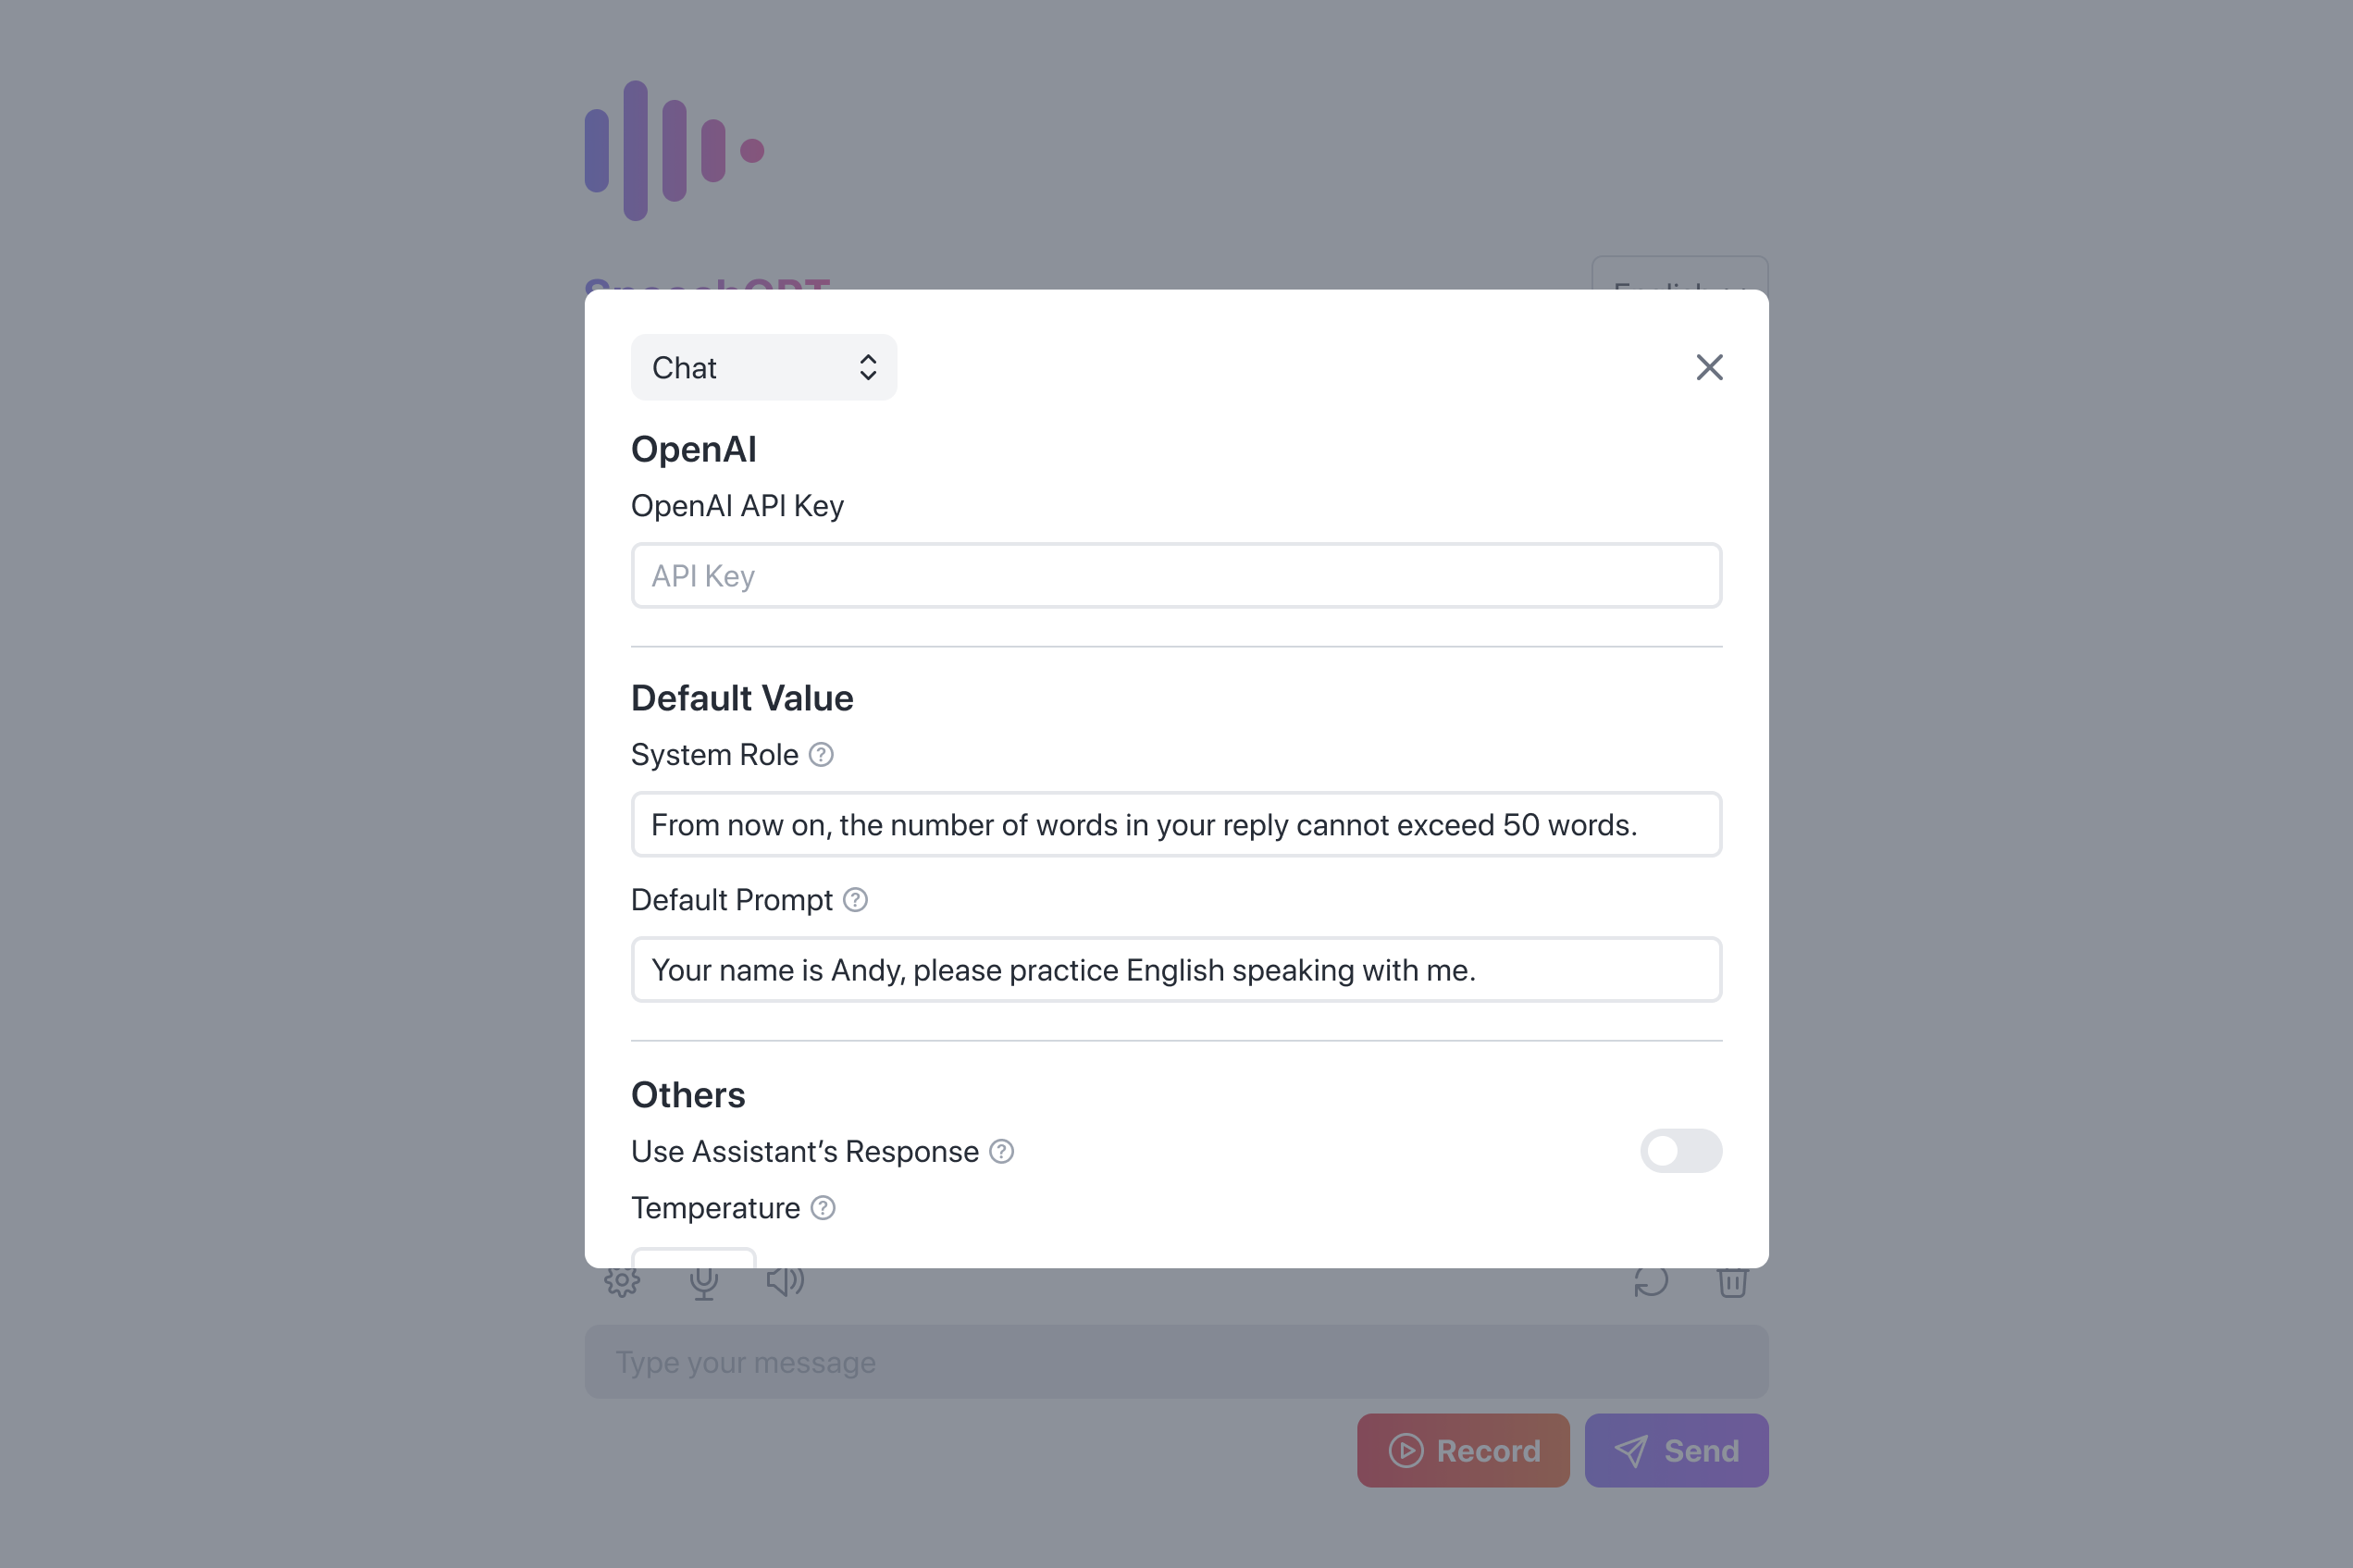 SpeechGPT
English
Chat
OpenAI
OpenAI API Key
API Key
Default Value
System Role
From now on, the number of words in your reply cannot exceed 50 words.
Default Prompt
Your name is Andy, please practice English speaking with me.
Others
Use Assistant’s Response
Temperature
Type your message
Record
Send